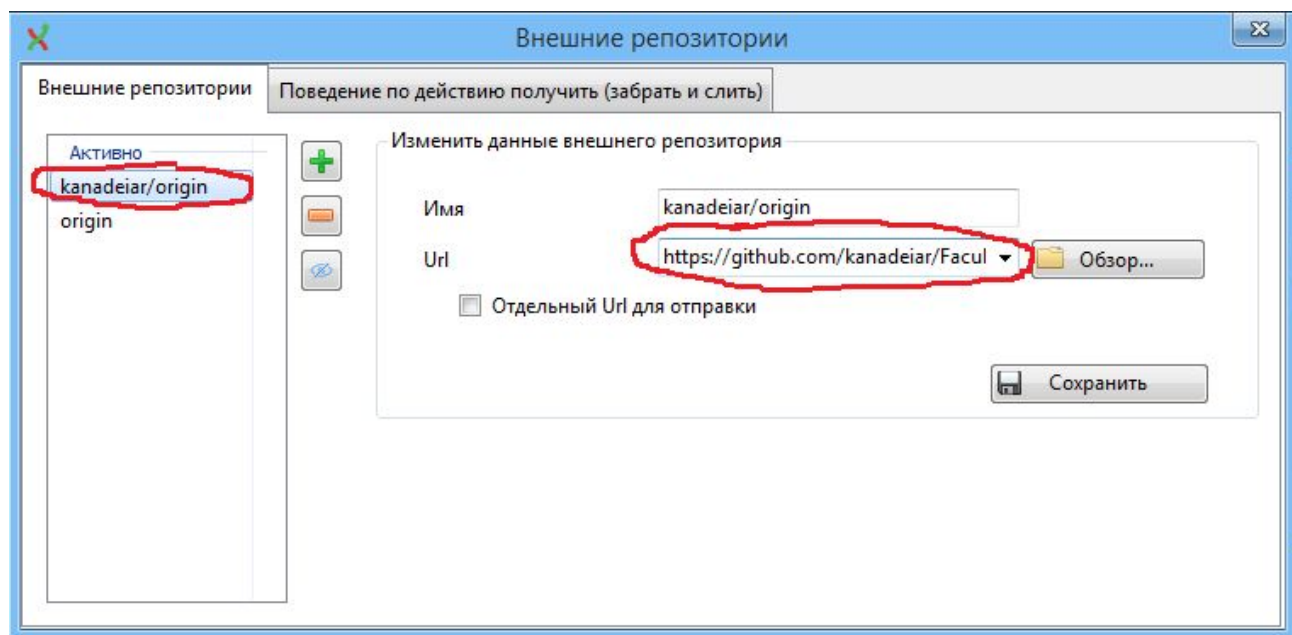 Внешние репозитории
Внешние репозитории
Поведение по действию получить (забрать и слить)
Активно
kanadeiar/origin
origin
Изменить данные внешнего репозитория
Имя
kanadeiar/origin
Url
https://github.com/kanadeiar/Facul
Обзор...
Отдельный Url для отправки
Сохранить